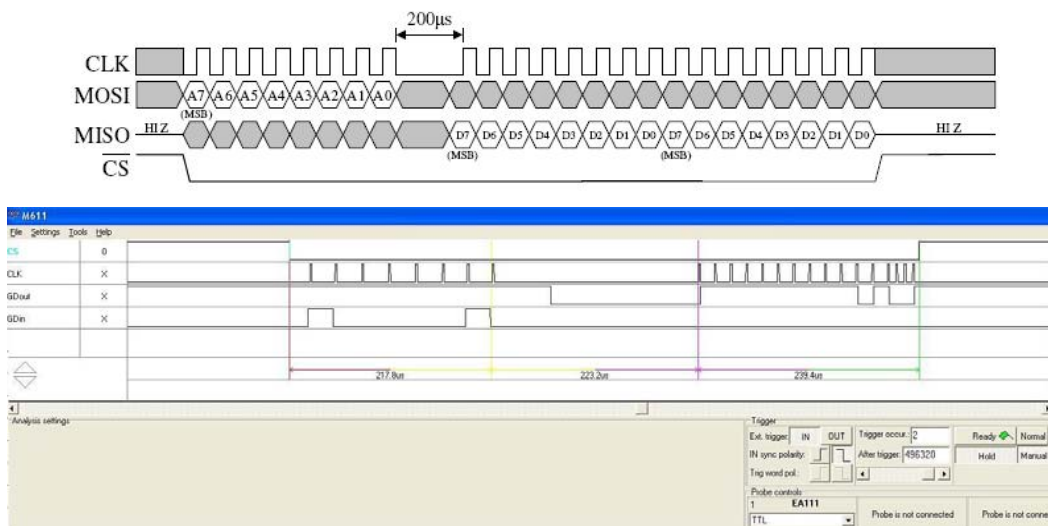 200μs
CLK
MOSI A7 A6 A5 A4 A3 A2 A1 A0
(MSB)
MISO HI Z D7 D6 D5 D4 D3 D2 D1 D0 D7 D6 D5 D4 D3 D2 D1 D0 HI Z
(MSB) (MSB)
CS
M611
File Settings Tools Help
CS 0
CLK X
GDout X
GDin X
217.8us 223.2us 239.4us
Analysis settings
Trigger
Ext. trigger: IN OUT Trigger occur.: 2 Ready Normal
IN sync polarity: After trigger: 496320 Hold Manual
Trig word pol.:
Probe controls
1 EA111
TTL Probe is not connected Probe is not conne